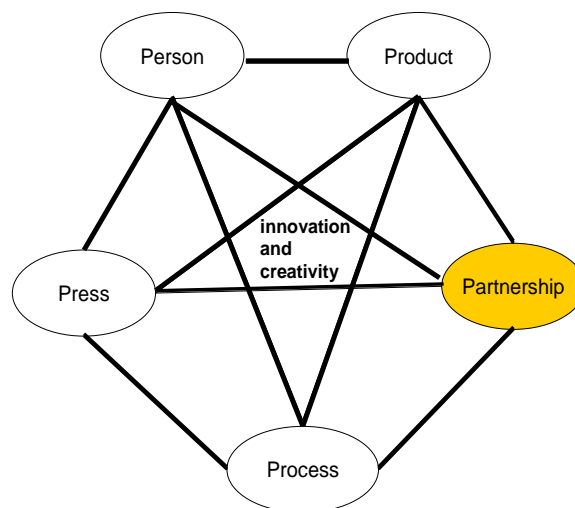 Person
Product
innovation
and
creativity
Press
Partnership
Process